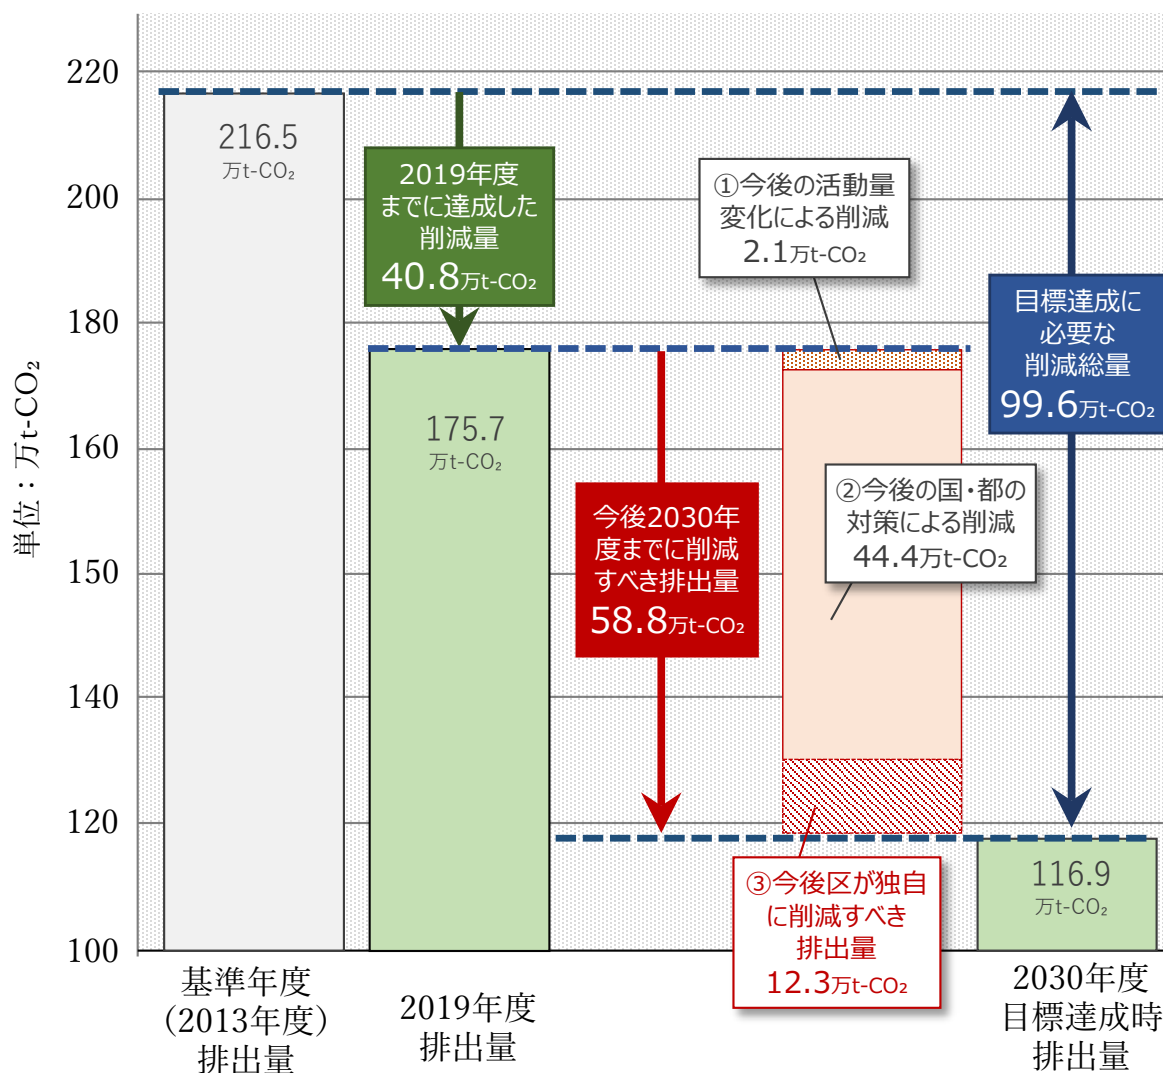 単位：万t-CO₂
220
200
180
160
150
140
120
100
216.5
万t-CO₂
2019年度
までに達成した
削減量
40.8万t-CO₂
175.7
万t-CO₂
今後2030年
度までに削減
すべき排出量
58.8万t-CO₂
①今後の活動量
変化による削減
2.1万t-CO₂
②今後の国・都の
対策による削減
44.4万t-CO₂
③今後区が独自
に削減すべき
排出量
12.3万t-CO₂
目標達成に
必要な
削減総量
99.6万t-CO₂
116.9
万t-CO₂
基準年度
（2013年度）
排出量
2019年度
排出量
2030年度
目標達成時
排出量